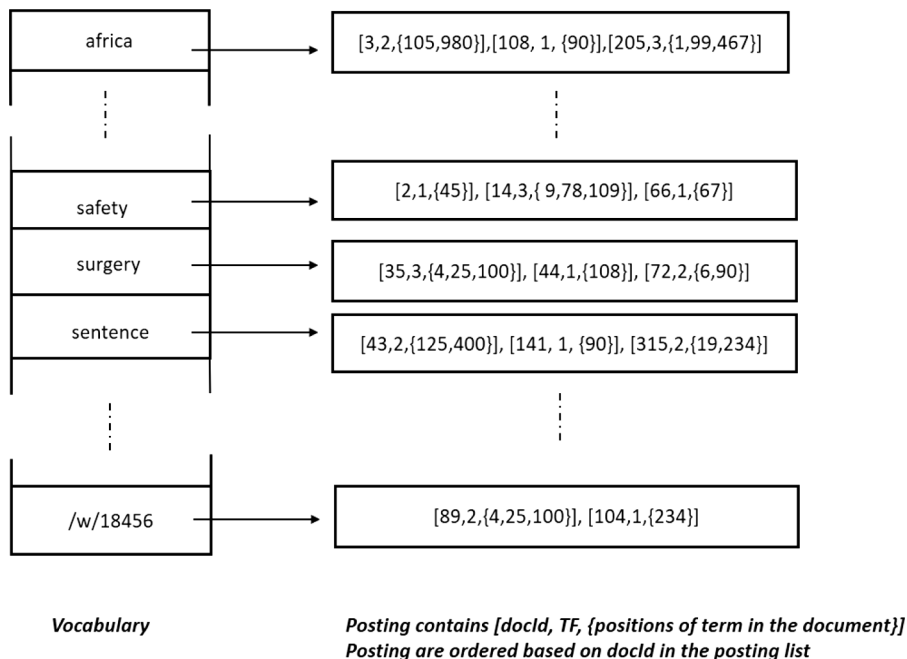 africa
[3,2,{105,980}],[108, 1, {90}],[205,3,{1,99,467}]
safety
[2,1,{45}], [14,3,{ 9,78,109}], [66,1,{67}]
surgery
[35,3,{4,25,100}], [44,1,{108}], [72,2,{6,90}]
sentence
[43,2,{125,400}], [141, 1, {90}], [315,2,{19,234}]
/w/18456
[89,2,{4,25,100}], [104,1,{234}]
Vocabulary
Posting contains [docId, TF, {positions of term in the document}]
Posting are ordered based on docId in the posting list